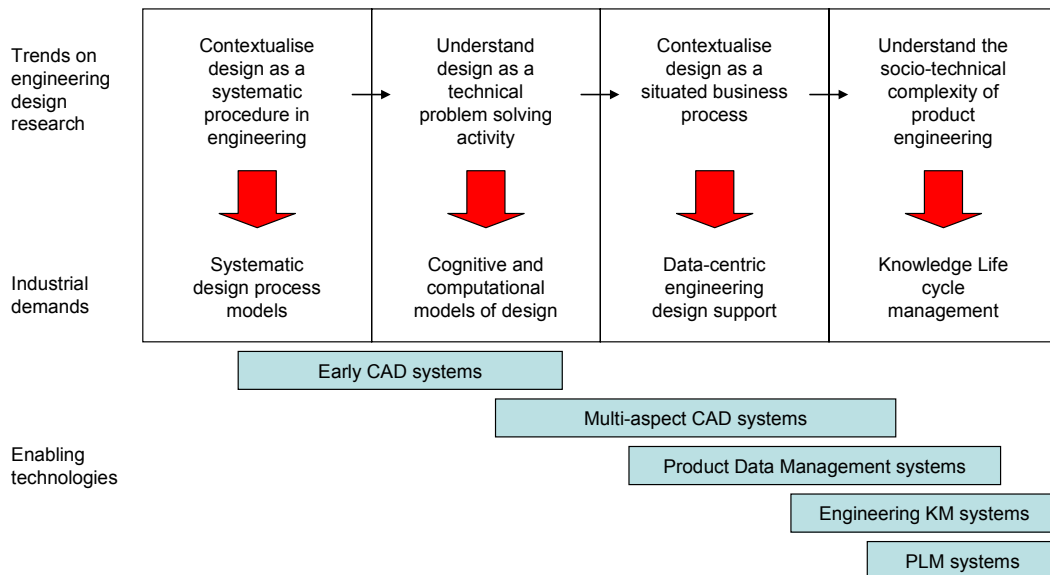 Trends on
engineering
design
research
Contextualise
design as a
systematic
procedure in
engineering
Understand
design as a
technical
problem solving
activity
Contextualise
design as a
situated business
process
Understand the
socio-technical
complexity of
product
engineering
Industrial
demands
Systematic
design process
models
Cognitive and
computational
models of design
Data-centric
engineering
design support
Knowledge Life
cycle
management
Early CAD systems
Multi-aspect CAD systems
Enabling
technologies
Product Data Management systems
Engineering KM systems
PLM systems